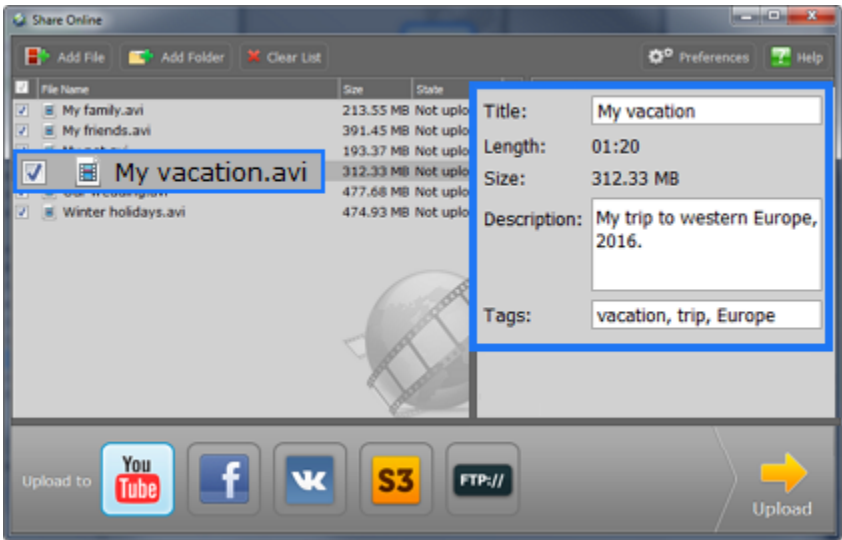 Share Online
Add File Add Folder Clear List Preferences Help
File Name Size State
My family.avi 213.55 MB Not uplo
My friends.avi 391.45 MB Not uplo
193.37 MB Not uplo
My vacation.avi 312.33 MB Not uplo
477.68 MB Not uplo
Winter holidays.avi 474.93 MB Not uplo
Title: My vacation
Length: 01:20
Size: 312.33 MB
Description: My trip to western Europe,
2016.
Tags: vacation, trip, Europe
Upload to You Tube f VK S3 FTP:// Upload